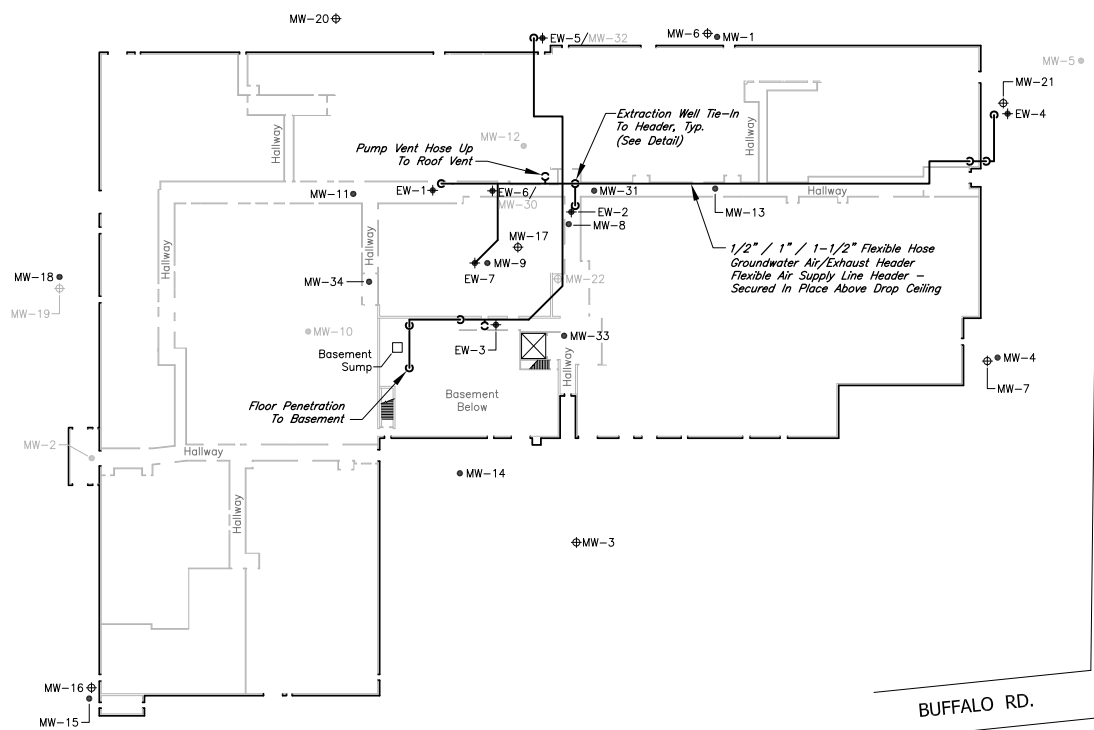 MW-20
EW-5/MW-32
MW-6
MW-1
MW-5
MW-21
EW-4
Extraction Well Tie-In
To Header, Typ.
(See Detail)
Hallway
Hallway
MW-12
Pump Vent Hose Up
To Roof Vent
MW-11
EW-1
EW-6/
MW-30
MW-31
MW-13
Hallway
EW-2
MW-8
MW-17
Hallway
Hallway
MW-9
EW-7
1/2" / 1" / 1-1/2" Flexible Hose
Groundwater Air/Exhaust Header
Flexible Air Supply Line Header –
Secured In Place Above Drop Ceiling
MW-18
MW-19
MW-34
MW-22
MW-10
MW-33
EW-3
Basement
Sump
Hallway
MW-4
MW-7
Floor Penetration
To Basement
Basement
Below
MW-2
Hallway
MW-14
Hallway
MW-3
MW-16
MW-15
BUFFALO RD.